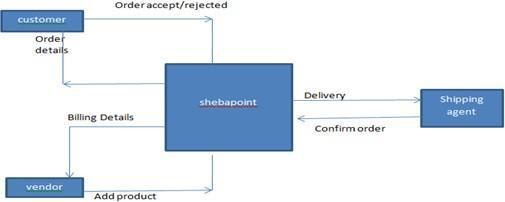 Order accept/rejected
customer
Order
details
shebapoint
Delivery
Shipping
agent
Billing Details
Confirm order
vendor
Add product